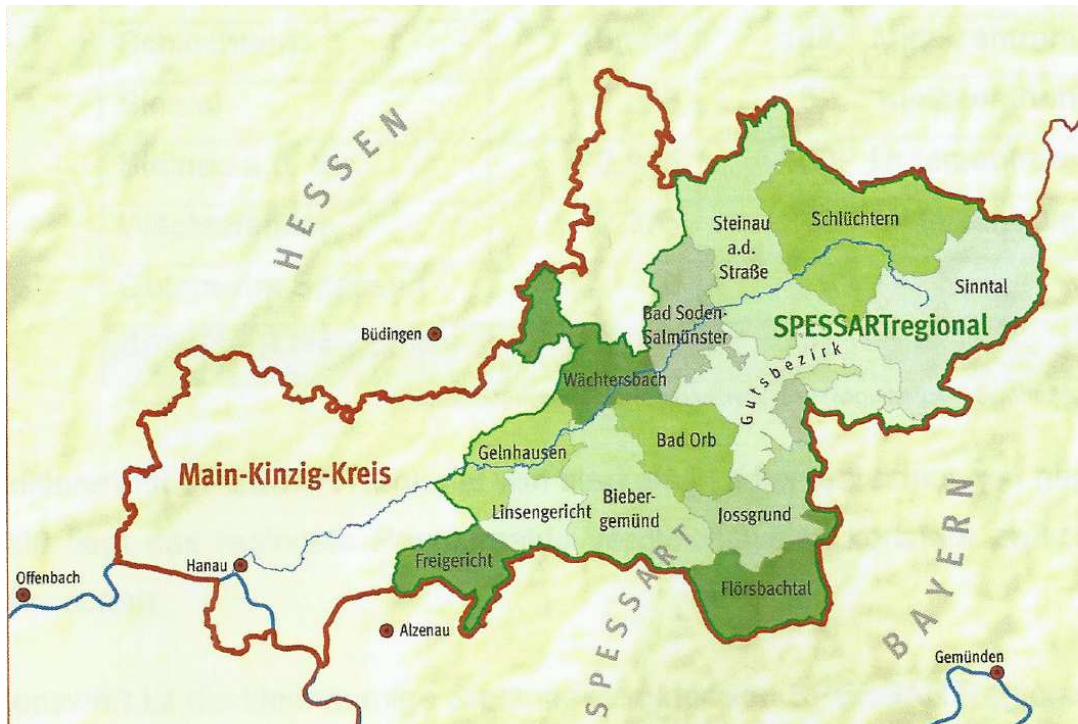 HESSEN
Steinau
a.d.
Straße
Schlüchtern
Sinntal
Bad Soden-
Salmünster
SPESSARTregional
Büdingen
Gutsbezirk
Wächtersbach
Bad Orb
Gelnhausen
Main-Kinzig-Kreis
Linsengericht
Bieber-
gemünd
Jossgrund
Freigericht
Hanau
Offenbach
Flörsbachtal
Alzenau
SPESSART
BAYERN
Gemünden